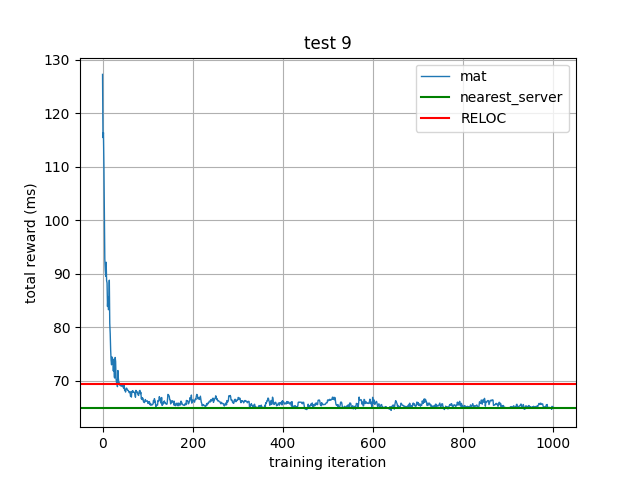 test 9
mat
nearest_server
RELOC
total reward (ms)
130
120
110
100
90
80
70
0 200 400 600 800 1000
training iteration